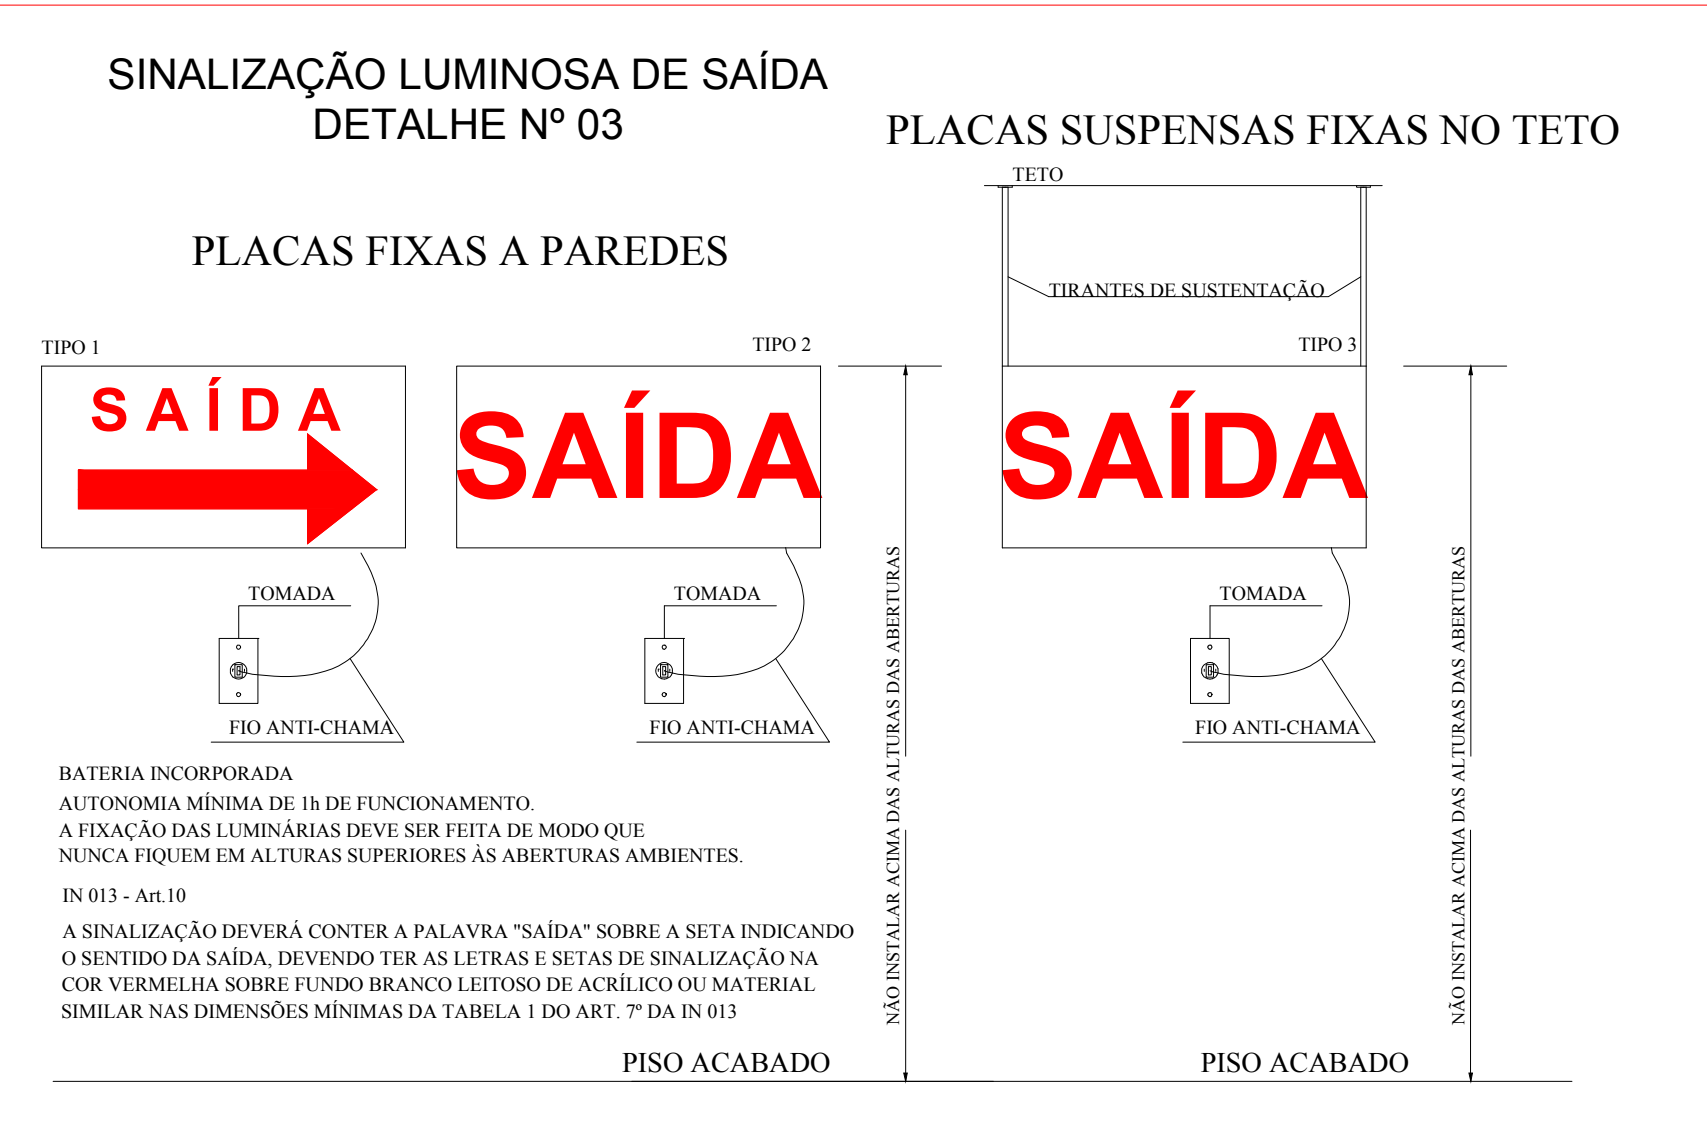 SINALIZAÇÃO LUMINOSA DE SAÍDA
DETALHE Nº 03
PLACAS SUSPENSAS FIXAS NO TETO
TETO
PLACAS FIXAS A PAREDES
TIRANTES DE SUSTENTAÇÃO
TIPO 1
TIPO 2
TIPO 3
SAÍDA
SAÍDA
SAÍDA
TOMADA
TOMADA
TOMADA
FIO ANTI-CHAMA
FIO ANTI-CHAMA
FIO ANTI-CHAMA
NÃO INSTALAR ACIMA DAS ALTURAS DAS ABERTURAS
NÃO INSTALAR ACIMA DAS ALTURAS DAS ABERTURAS
BATERIA INCORPORADA
AUTONOMIA MÍNIMA DE 1h DE FUNCIONAMENTO.
A FIXAÇÃO DAS LUMINÁRIAS DEVE SER FEITA DE MODO QUE
NUNCA FIQUEM EM ALTURAS SUPERIORES ÀS ABERTURAS AMBIENTES.
IN 013 - Art.10
A SINALIZAÇÃO DEVERÁ CONTER A PALAVRA "SAÍDA" SOBRE A SETA INDICANDO
O SENTIDO DA SAÍDA, DEVENDO TER AS LETRAS E SETAS DE SINALIZAÇÃO NA
COR VERMELHA SOBRE FUNDO BRANCO LEITOSO DE ACRÍLICO OU MATERIAL
SIMILAR NAS DIMENSÕES MÍNIMAS DA TABELA 1 DO ART. 7º DA IN 013
PISO ACABADO
PISO ACABADO